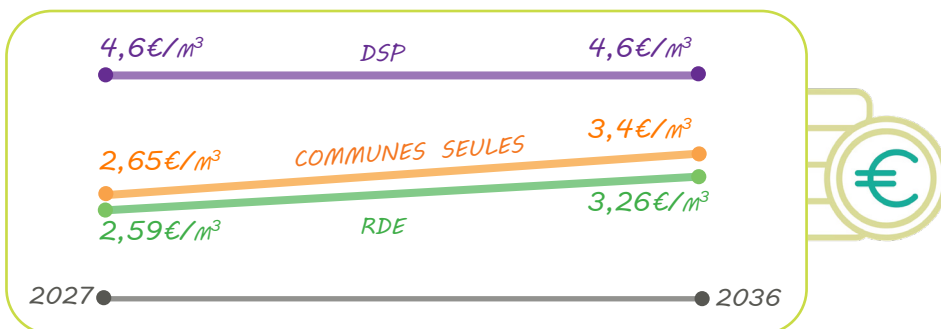 4,6€/m³ DSP 4,6€/m³
2,65€/m³ COMMUNES SEULES 3,4€/m³
2,59€/m³ RDE 3,26€/m³
2027 2036
€